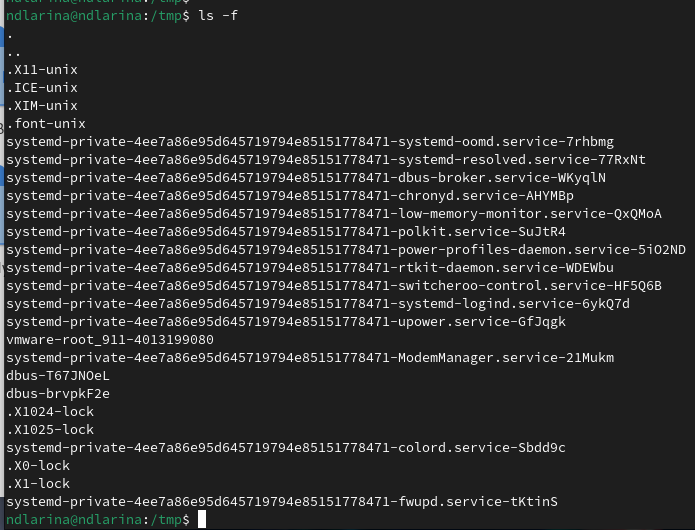 ndlarina@ndlarina:/tmp$
ndlarina@ndlarina:/tmp$ ls -f
.
..
.X11-unix
.ICE-unix
.XIM-unix
.font-unix
systemd-private-4ee7a86e95d645719794e85151778471-systemd-oomd.service-7rhbmg
systemd-private-4ee7a86e95d645719794e85151778471-systemd-resolved.service-77RxNt
systemd-private-4ee7a86e95d645719794e85151778471-dbus-broker.service-WKyqlN
systemd-private-4ee7a86e95d645719794e85151778471-chronyd.service-AHYMBp
systemd-private-4ee7a86e95d645719794e85151778471-low-memory-monitor.service-QxQMoA
systemd-private-4ee7a86e95d645719794e85151778471-polkit.service-SuJtR4
systemd-private-4ee7a86e95d645719794e85151778471-power-profiles-daemon.service-5iO2ND
systemd-private-4ee7a86e95d645719794e85151778471-rtkit-daemon.service-WDEWbu
systemd-private-4ee7a86e95d645719794e85151778471-switcheroo-control.service-HF5Q6B
systemd-private-4ee7a86e95d645719794e85151778471-systemd-logind.service-6ykQ7d
systemd-private-4ee7a86e95d645719794e85151778471-upower.service-GfJqgk
vmware-root_911-4013199080
systemd-private-4ee7a86e95d645719794e85151778471-ModemManager.service-21Mukm
dbus-T67JNOeL
dbus-brvpkF2e
.X1024-lock
.X1025-lock
systemd-private-4ee7a86e95d645719794e85151778471-colord.service-Sbdd9c
.X0-lock
.X1-lock
systemd-private-4ee7a86e95d645719794e85151778471-fwupd.service-tKtinS
ndlarina@ndlarina:/tmp$